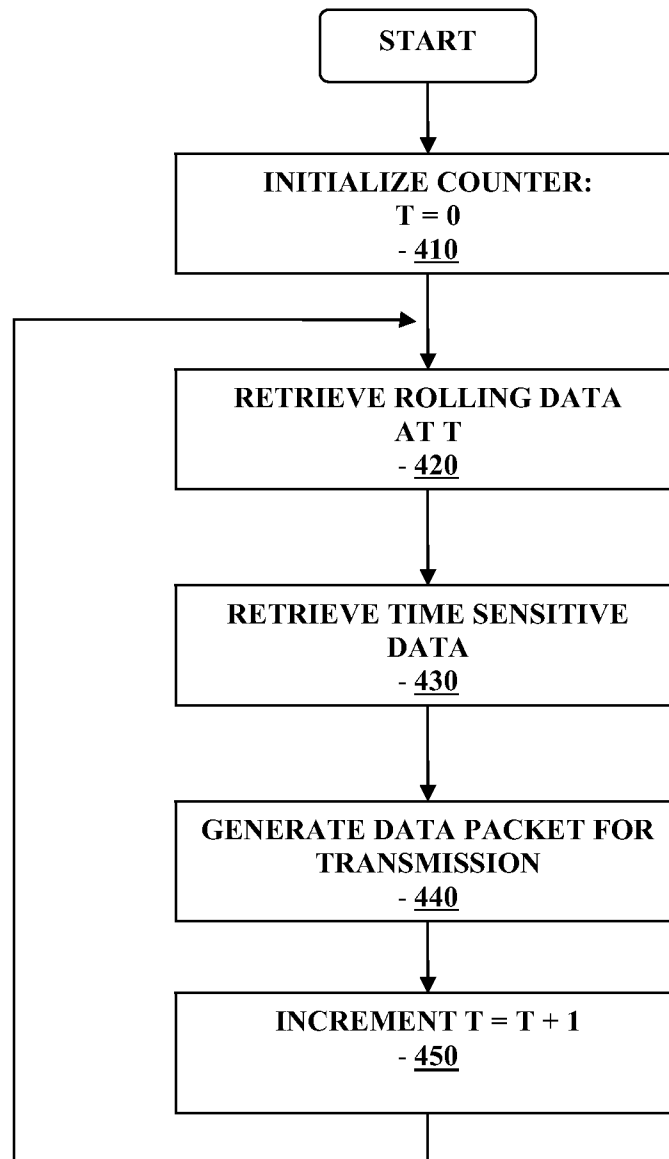 START
INITIALIZE COUNTER:
T = 0
- 410
RETRIEVE ROLLING DATA
AT T
- 420
RETRIEVE TIME SENSITIVE
DATA
- 430
GENERATE DATA PACKET FOR
TRANSMISSION
- 440
INCREMENT T = T + 1
- 450